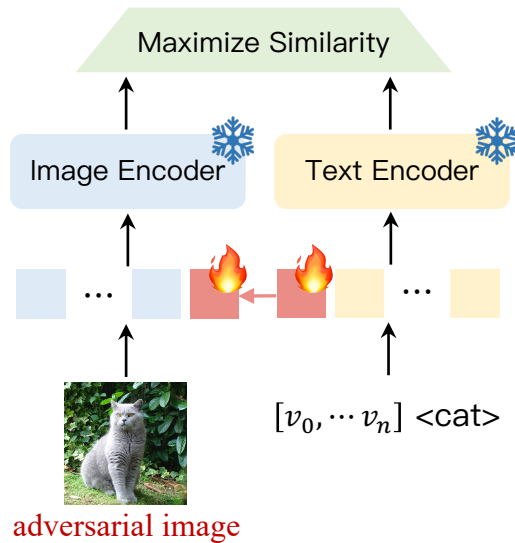 Maximize Similarity
Image Encoder
Text Encoder
...
...
[v₀, ⋯ vₙ] <cat>
adversarial image